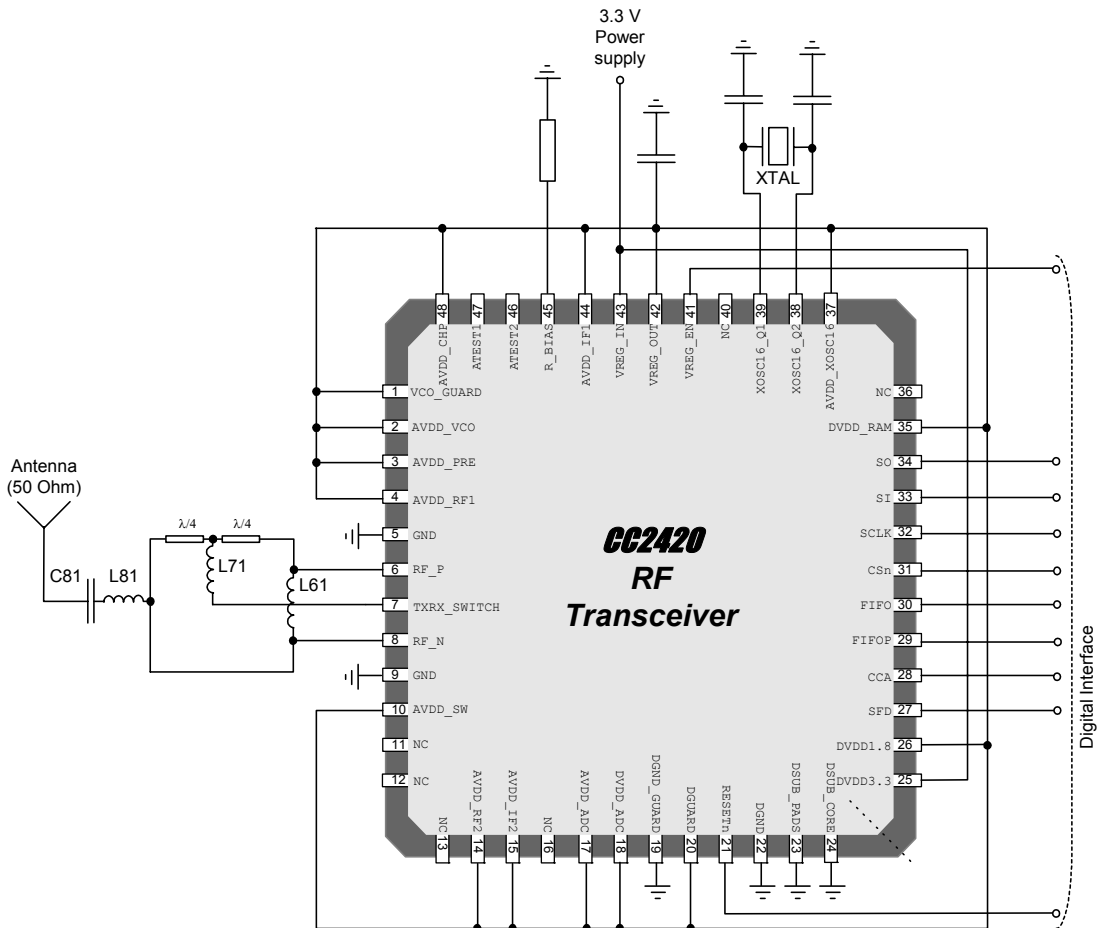 3.3 V
Power
supply
XTAL
48
47
46
45
44
43
42
41
40
39
38
37
AVDD_CHP
ATEST1
ATEST2
R_BIAS
AVDD_IF1
VREG_IN
VREG_OUT
VREG_EN
NC
XOSC16_Q1
XOSC16_Q2
AVDD_XOSC16
1 VCO_GUARD
2 AVDD_VCO
3 AVDD_PRE
4 AVDD_RF1
5 GND
6 RF_P
7 TXRX_SWITCH
8 RF_N
9 GND
10 AVDD_SW
11 NC
12 NC
Antenna
(50 Ohm)
λ/4
λ/4
C81
L81
L71
L61
CC2420
RF
Transceiver
NC 36
DVDD_RAM 35
SO 34
SI 33
SCLK 32
CSn 31
FIFO 30
FIFOP 29
CCA 28
SFD 27
DVDD1.8 26
DVDD3.3 25
Digital Interface
NC
AVDD_RF2
AVDD_IF2
NC
AVDD_ADC
DVDD_ADC
DGND_GUARD
DGUARD
RESETn
DGND
DSUB_PADS
DSUB_CORE
13
14
15
16
17
18
19
20
21
22
23
24